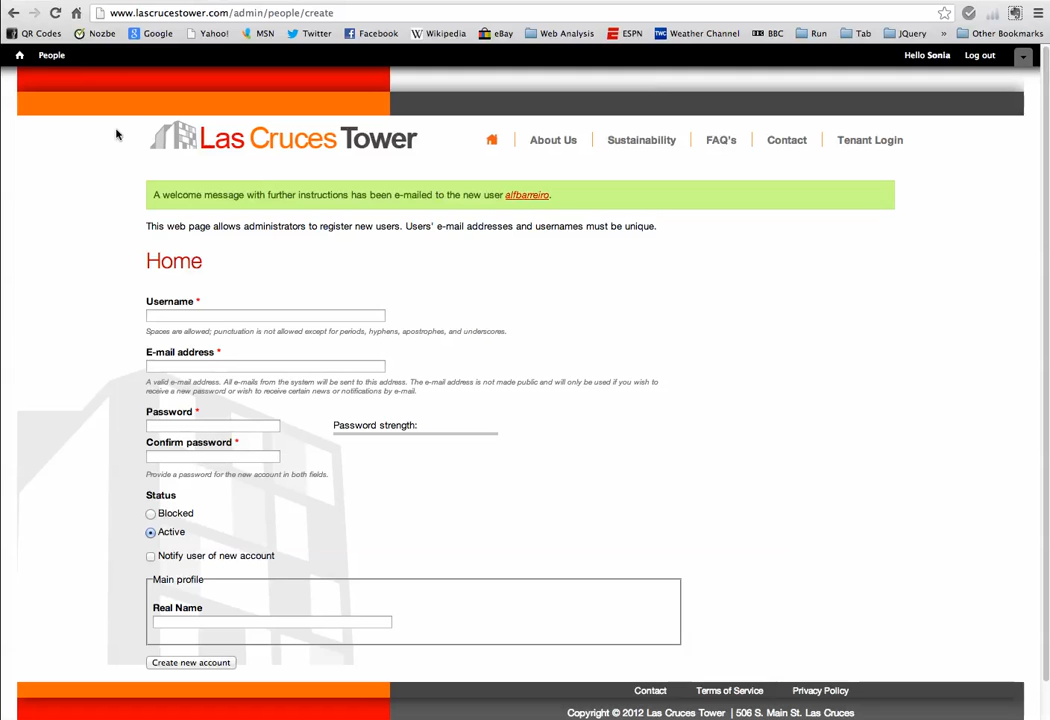 www.lascrucestower.com/admin/people/create
QR Codes Nozbe Google Yahoo! MSN Twitter Facebook Wikipedia eBay Web Analysis ESPN Weather Channel BBC Run Tab JQuery » Other Bookmarks
People Hello Sonia Log out
Las Cruces Tower
About Us Sustainability FAQ's Contact Tenant Login
A welcome message with further instructions has been e-mailed to the new user alfbarreiro.
This web page allows administrators to register new users. Users' e-mail addresses and usernames must be unique.
Home
Username *
Spaces are allowed; punctuation is not allowed except for periods, hyphens, apostrophes, and underscores.
E-mail address *
A valid e-mail address. All e-mails from the system will be sent to this address. The e-mail address is not made public and will only be used if you wish to
receive a new password or wish to receive certain news or notifications by e-mail.
Password *
Password strength:
Confirm password *
Provide a password for the new account in both fields.
Status
Blocked
Active
Notify user of new account
Main profile
Real Name
Create new account
Contact Terms of Service Privacy Policy
Copyright © 2012 Las Cruces Tower | 506 S. Main St. Las Cruces